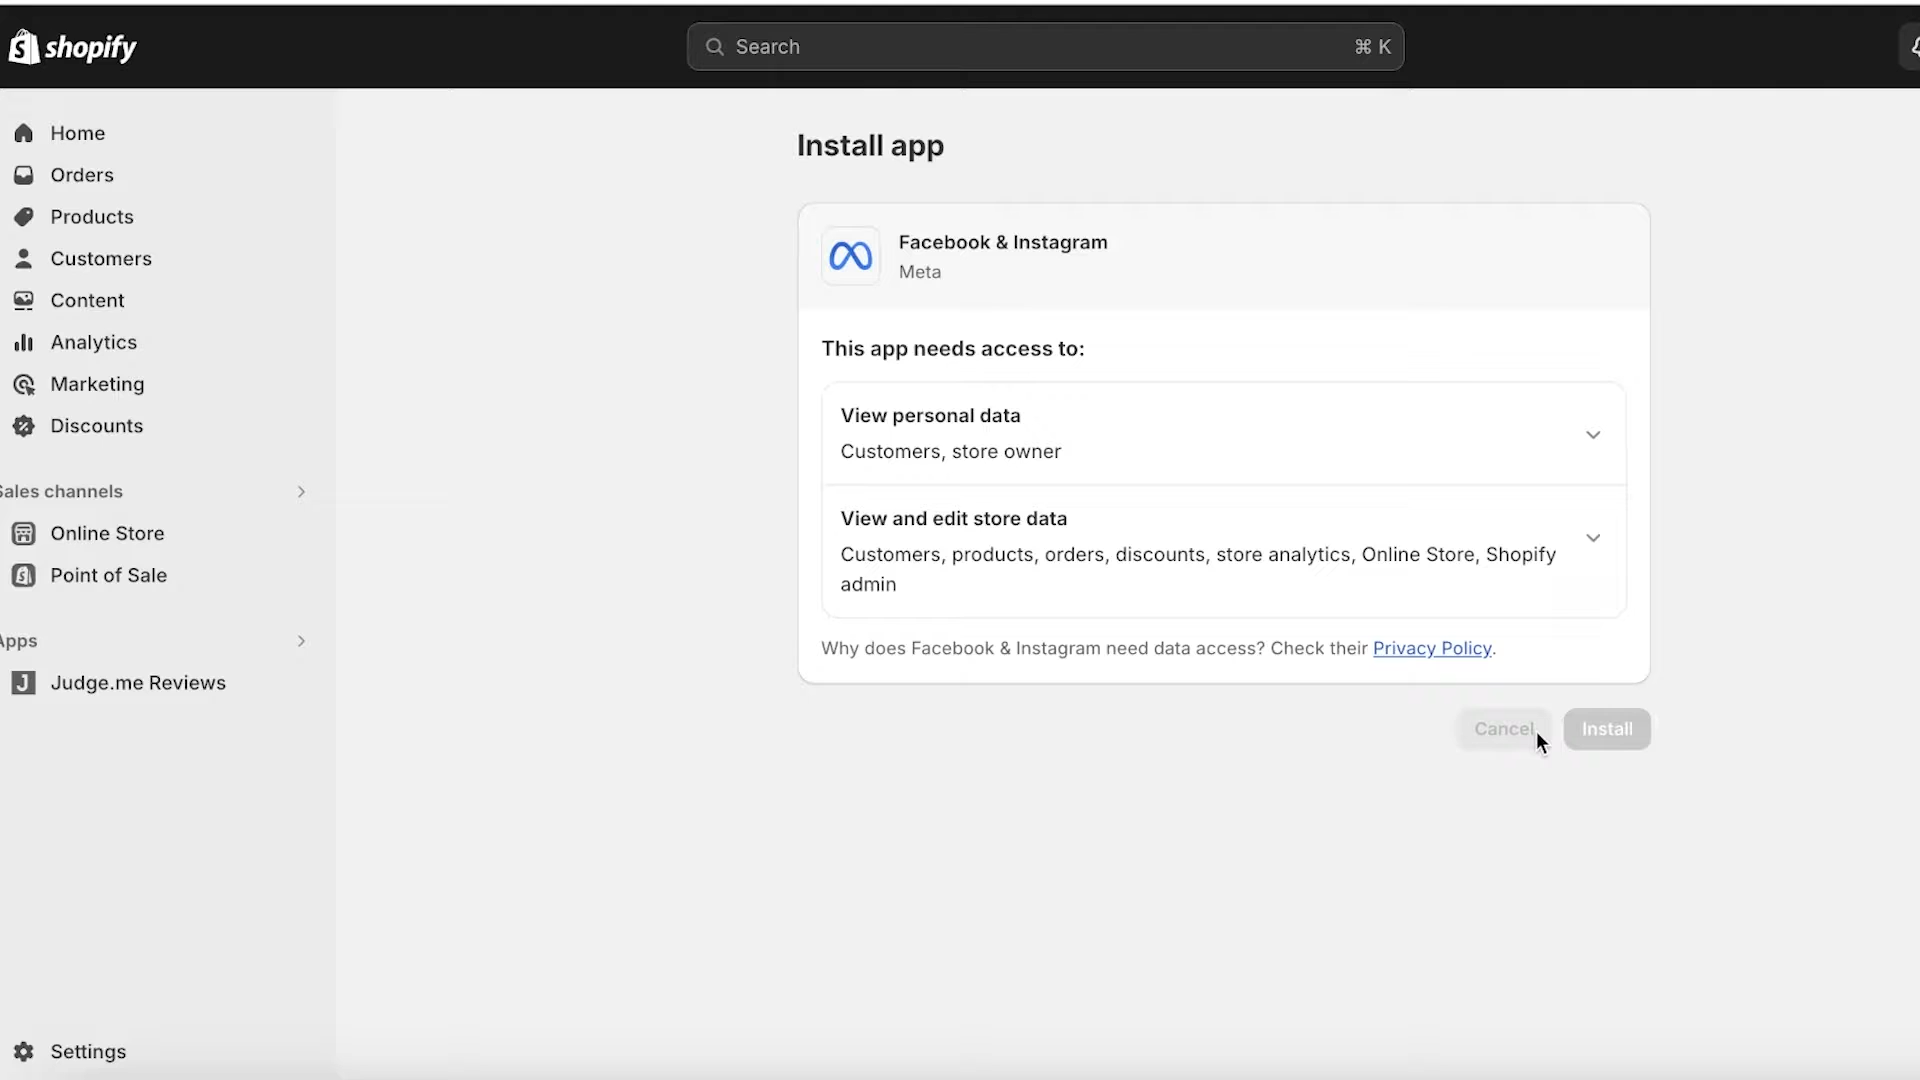 shopify
Search
⌘ K
Home
Orders
Products
Customers
Content
Analytics
Marketing
Discounts
Sales channels
Online Store
Point of Sale
Apps
Judge.me Reviews
Settings
Install app
Facebook & Instagram
Meta
This app needs access to:
View personal data
Customers, store owner
View and edit store data
Customers, products, orders, discounts, store analytics, Online Store, Shopify
admin
Why does Facebook & Instagram need data access? Check their Privacy Policy.
Cancel
Install